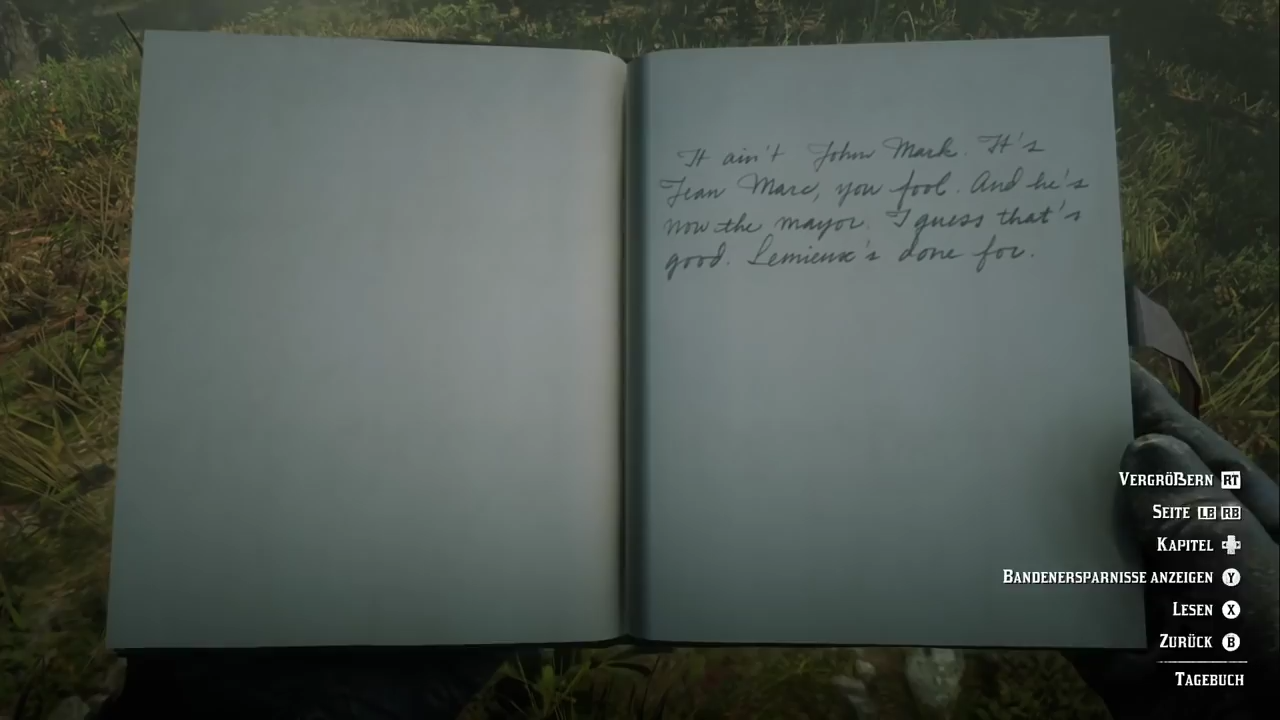 It ain't John Mark. It's
Jean Marc, you fool. And he's
now the mayor. I guess that's
good. Lemieux's done for.
Vergrößern RT
Seite LB RB
Kapitel
Bandenersparnisse anzeigen Y
Lesen X
Zurück B
Tagebuch